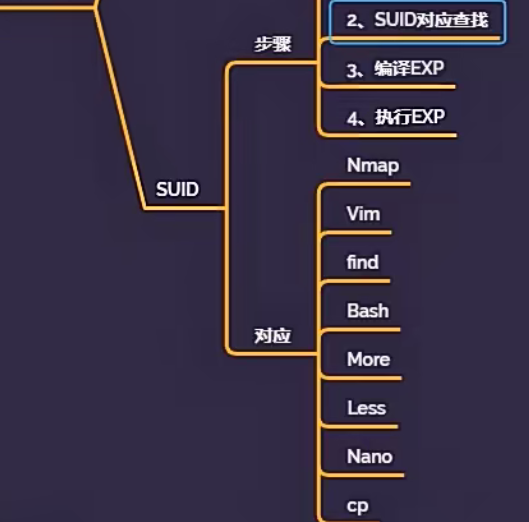 2、SUID对应查找
步骤
3、编译EXP
4、执行EXP
Nmap
SUID
Vim
find
Bash
对应
More
Less
Nano
cp